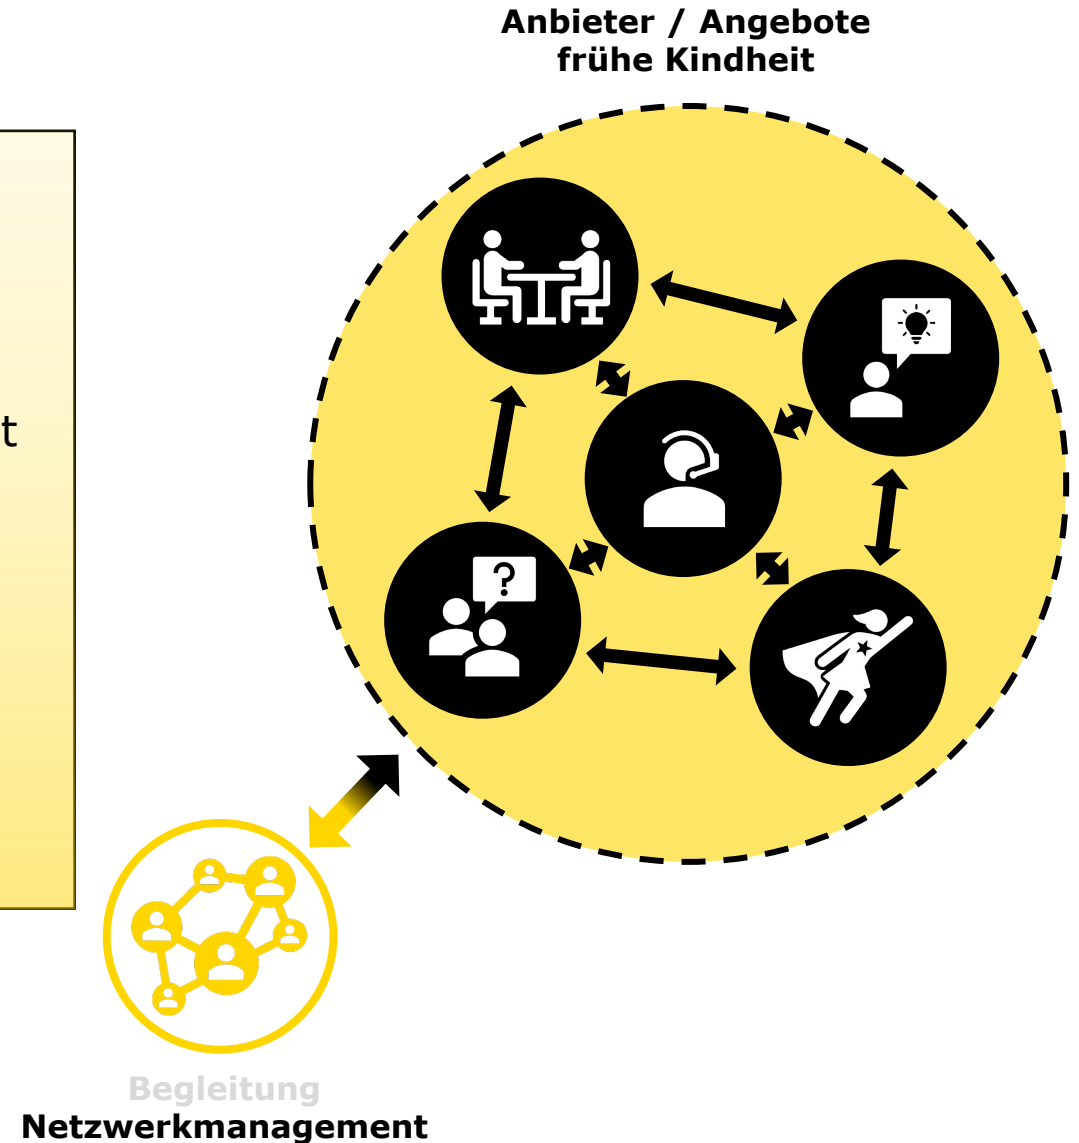 Anbieter / Angebote
frühe Kindheit
t
?
Begleitung
Netzwerkmanagement